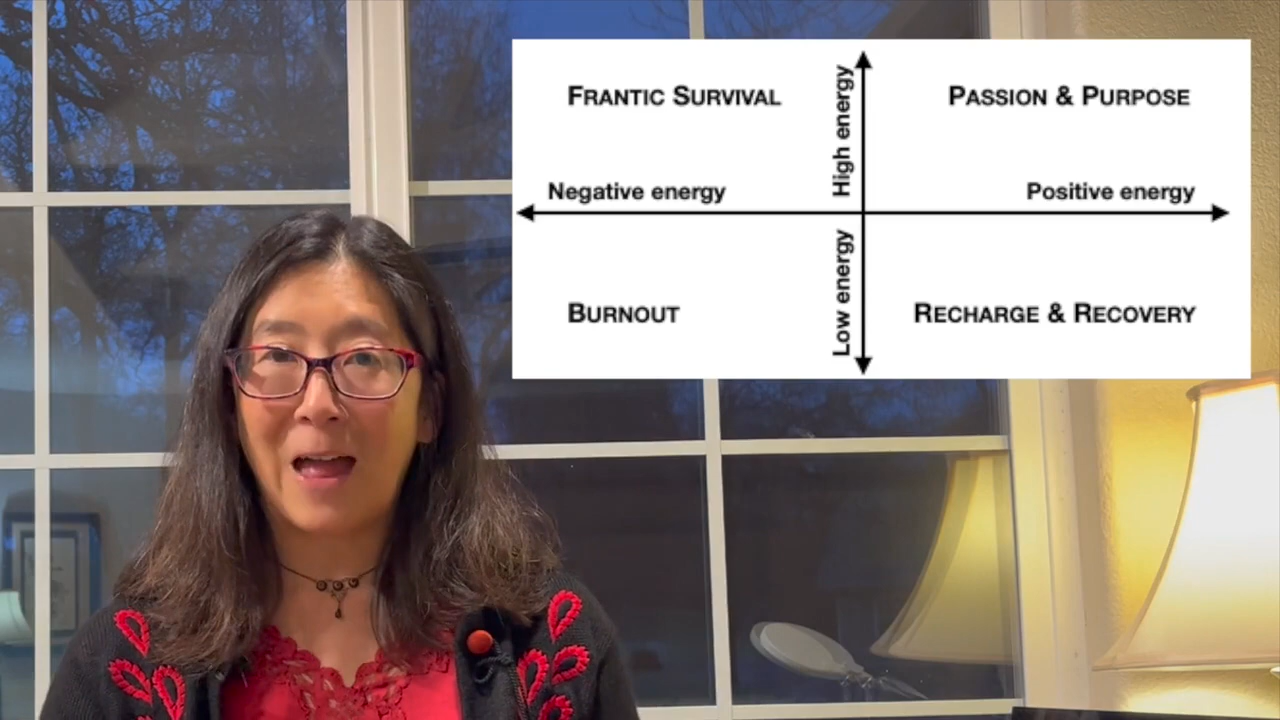 FRANTIC SURVIVAL
PASSION & PURPOSE
High energy
Negative energy
Positive energy
Low energy
BURNOUT
RECHARGE & RECOVERY